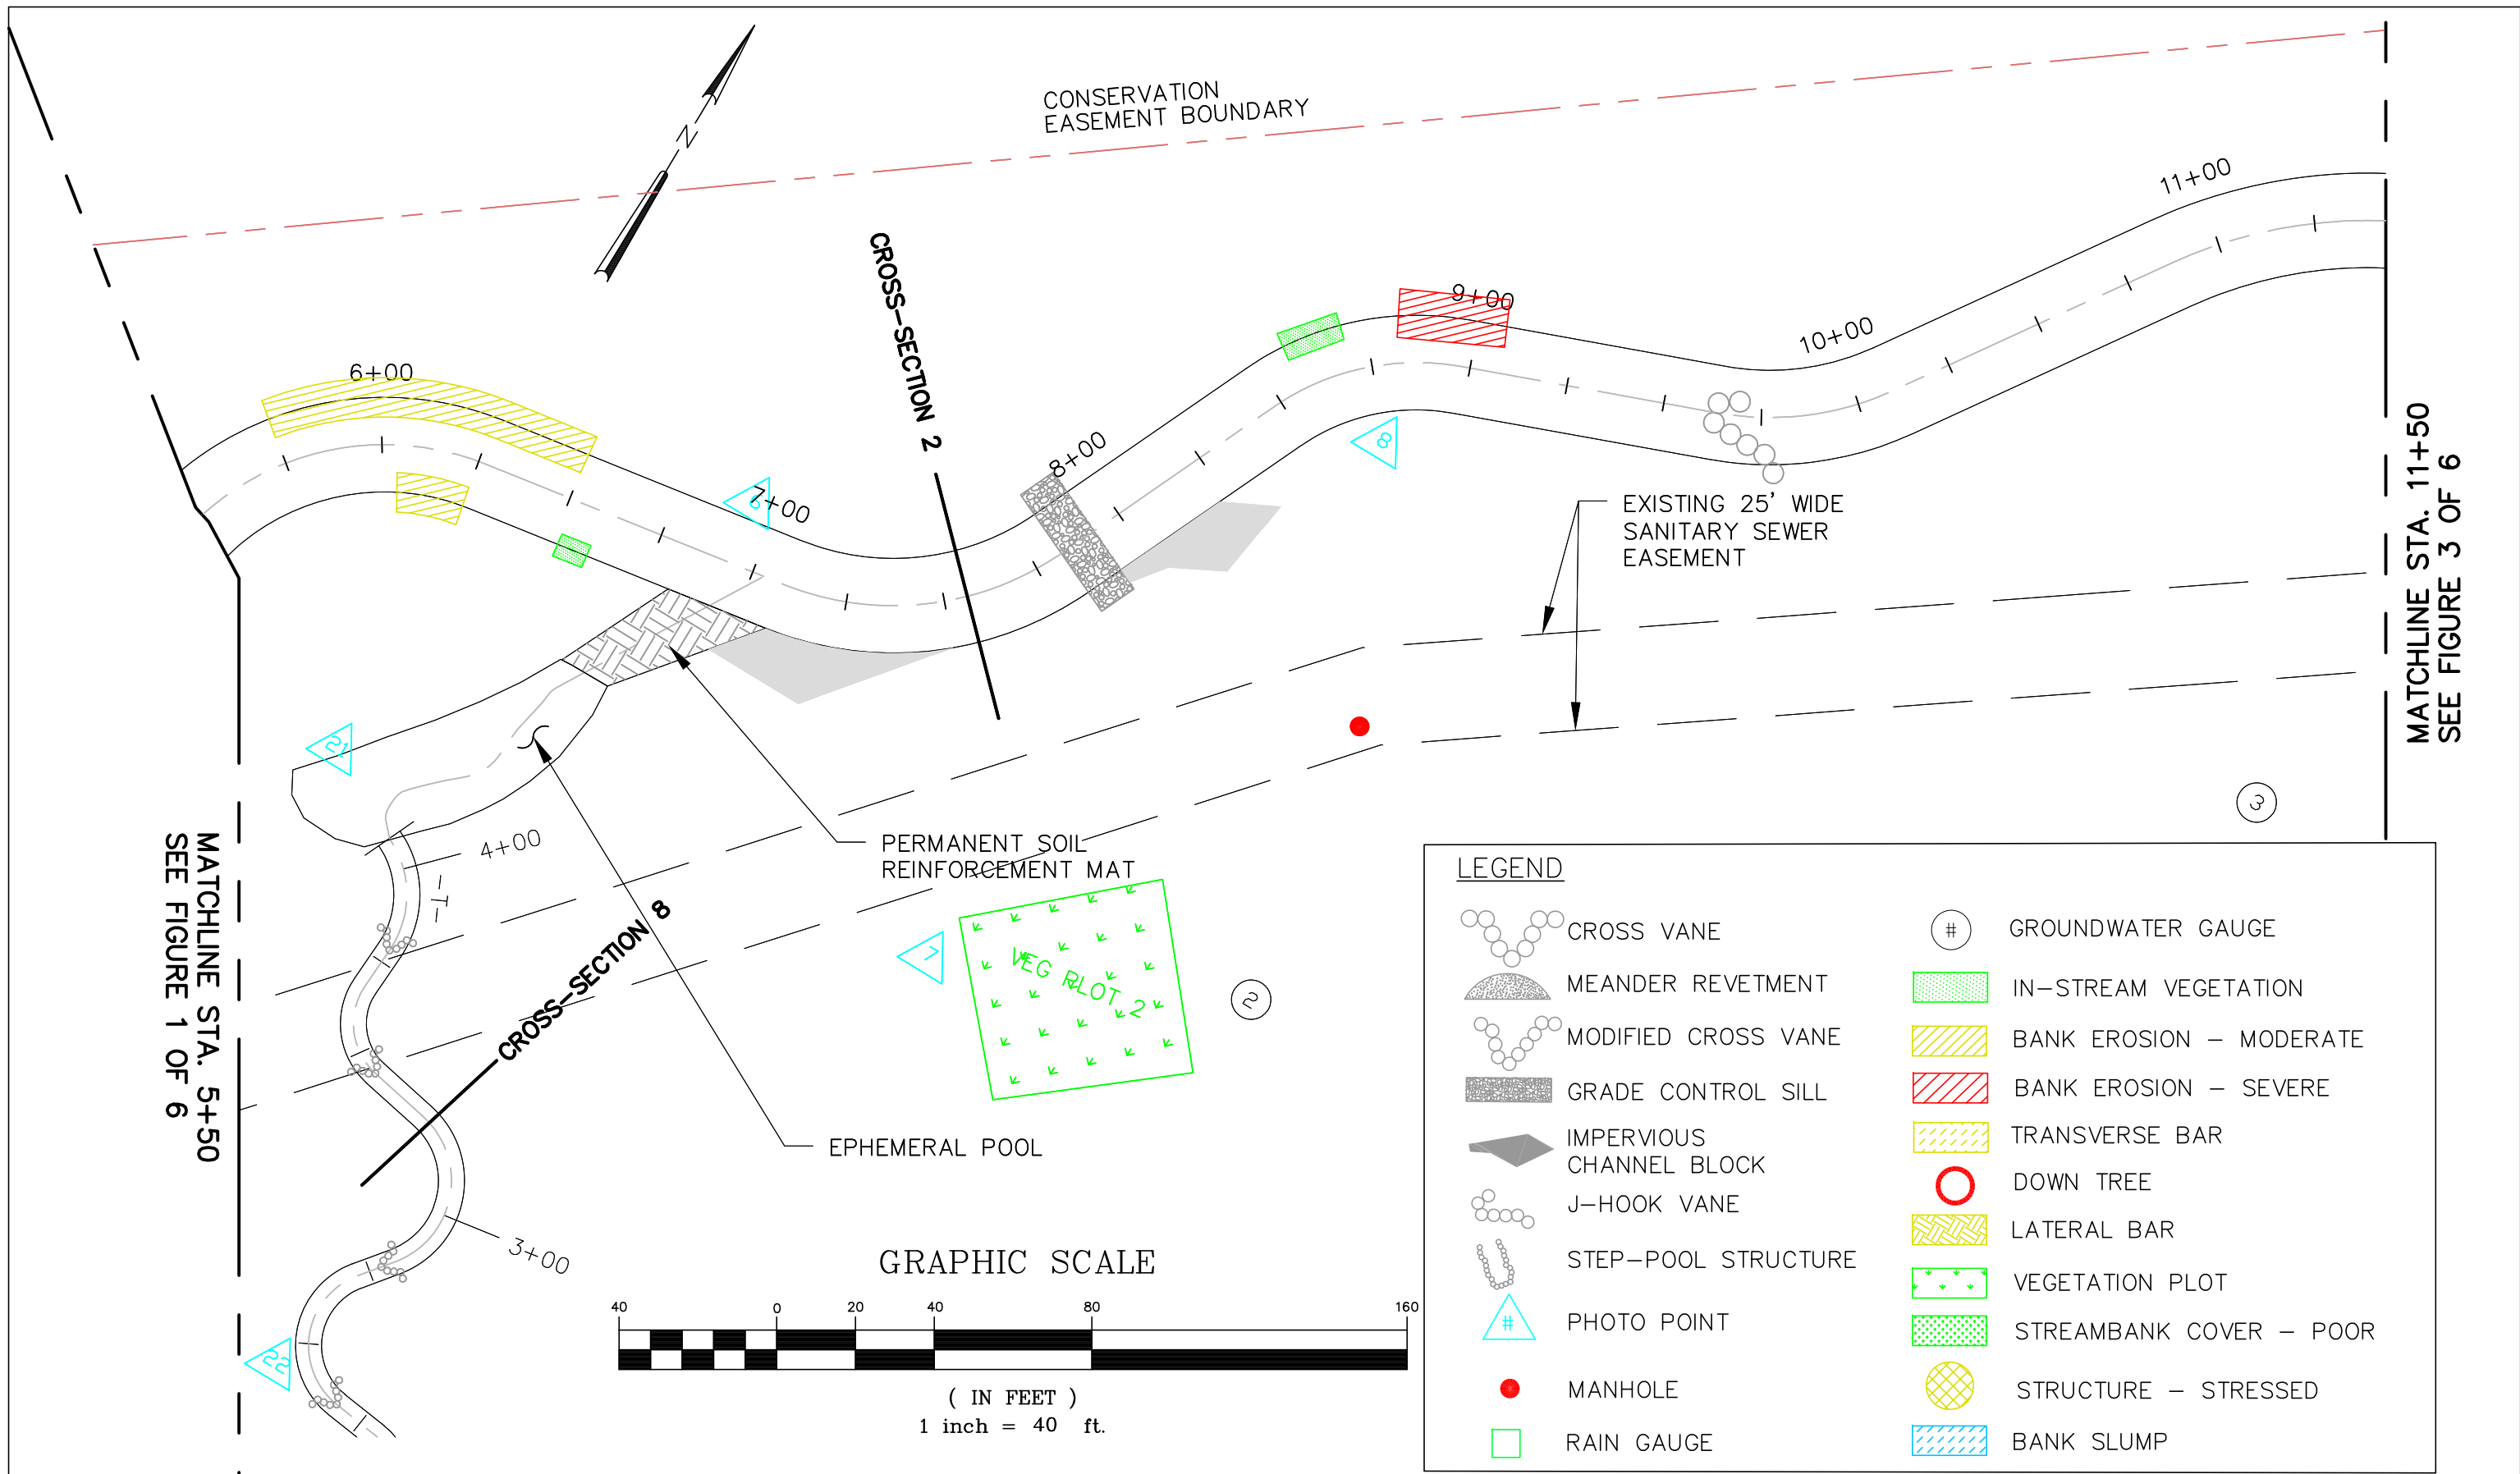 CONSERVATION
EASEMENT BOUNDARY
N
CROSS-SECTION 2
6+00
7+00
8+00
9+00
10+00
11+00
6
8
EXISTING 25' WIDE
SANITARY SEWER
EASEMENT
MATCHLINE STA. 11+50
SEE FIGURE 3 OF 6
21
4+00
PERMANENT SOIL
REINFORCEMENT MAT
MATCHLINE STA. 5+50
SEE FIGURE 1 OF 6
CROSS-SECTION 8
7
VEG PLOT 2
2
3
EPHEMERAL POOL
3+00
22
GRAPHIC SCALE
40 0 20 40 80 160
( IN FEET )
1 inch = 40 ft.
LEGEND
CROSS VANE
MEANDER REVETMENT
MODIFIED CROSS VANE
GRADE CONTROL SILL
IMPERVIOUS
CHANNEL BLOCK
J-HOOK VANE
STEP-POOL STRUCTURE
# PHOTO POINT
MANHOLE
RAIN GAUGE
# GROUNDWATER GAUGE
IN-STREAM VEGETATION
BANK EROSION - MODERATE
BANK EROSION - SEVERE
TRANSVERSE BAR
DOWN TREE
LATERAL BAR
VEGETATION PLOT
STREAMBANK COVER - POOR
STRUCTURE - STRESSED
BANK SLUMP